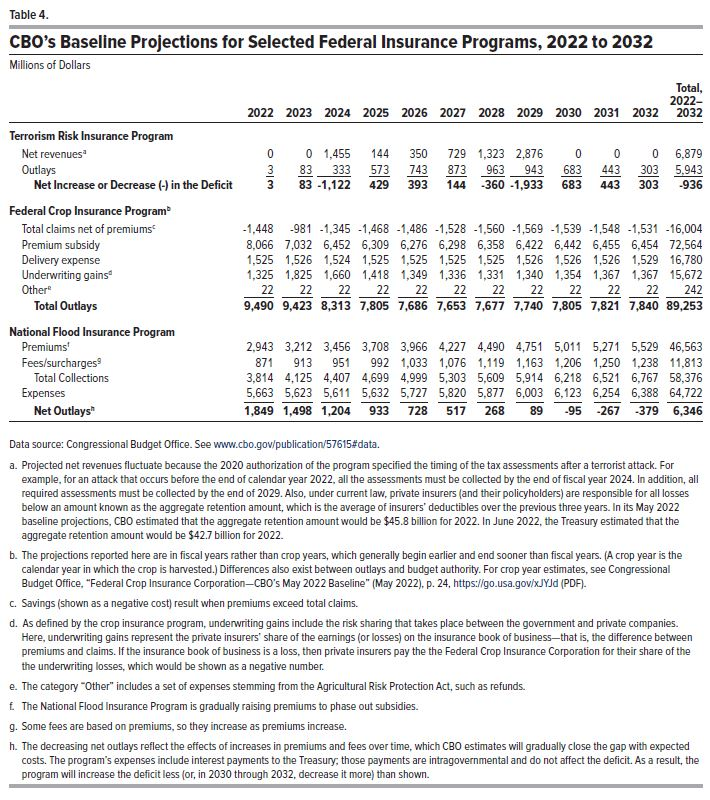 Table 4.
CBO’s Baseline Projections for Selected Federal Insurance Programs, 2022 to 2032
Millions of Dollars
Total,
2022–
2022 2023 2024 2025 2026 2027 2028 2029 2030 2031 2032 2032
Terrorism Risk Insurance Program
Net revenuesᵃ 0 0 1,455 144 350 729 1,323 2,876 0 0 0 6,879
Outlays 3 83 333 573 743 873 963 943 683 443 303 5,943
Net Increase or Decrease (-) in the Deficit 3 83 -1,122 429 393 144 -360 -1,933 683 443 303 -936
Federal Crop Insurance Programᵇ
Total claims net of premiumsᶜ -1,448 -981 -1,345 -1,468 -1,486 -1,528 -1,560 -1,569 -1,539 -1,548 -1,531 -16,004
Premium subsidy 8,066 7,032 6,452 6,309 6,276 6,298 6,358 6,422 6,442 6,455 6,454 72,564
Delivery expense 1,525 1,526 1,524 1,525 1,525 1,525 1,525 1,526 1,526 1,526 1,529 16,780
Underwriting gainsᵈ 1,325 1,825 1,660 1,418 1,349 1,336 1,331 1,340 1,354 1,367 1,367 15,672
Otherᵉ 22 22 22 22 22 22 22 22 22 22 22 242
Total Outlays 9,490 9,423 8,313 7,805 7,686 7,653 7,677 7,740 7,805 7,821 7,840 89,253
National Flood Insurance Program
Premiumsᶠ 2,943 3,212 3,456 3,708 3,966 4,227 4,490 4,751 5,011 5,271 5,529 46,563
Fees/surchargesᵍ 871 913 951 992 1,033 1,076 1,119 1,163 1,206 1,250 1,238 11,813
Total Collections 3,814 4,125 4,407 4,699 4,999 5,303 5,609 5,914 6,218 6,521 6,767 58,376
Expenses 5,663 5,623 5,611 5,632 5,727 5,820 5,877 6,003 6,123 6,254 6,388 64,722
Net Outlaysʰ 1,849 1,498 1,204 933 728 517 268 89 -95 -267 -379 6,346
Data source: Congressional Budget Office. See www.cbo.gov/publication/57615#data.
a. Projected net revenues fluctuate because the 2020 authorization of the program specified the timing of the tax assessments after a terrorist attack. For
example, for an attack that occurs before the end of calendar year 2022, all the assessments must be collected by the end of fiscal year 2024. In addition, all
required assessments must be collected by the end of 2029. Also, under current law, private insurers (and their policyholders) are responsible for all losses
below an amount known as the aggregate retention amount, which is the average of insurers’ deductibles over the previous three years. In its May 2022
baseline projections, CBO estimated that the aggregate retention amount would be $45.8 billion for 2022. In June 2022, the Treasury estimated that the
aggregate retention amount would be $42.7 billion for 2022.
b. The projections reported here are in fiscal years rather than crop years, which generally begin earlier and end sooner than fiscal years. (A crop year is the
calendar year in which the crop is harvested.) Differences also exist between outlays and budget authority. For crop year estimates, see Congressional
Budget Office, “Federal Crop Insurance Corporation—CBO’s May 2022 Baseline” (May 2022), p. 24, https://go.usa.gov/xJYJd (PDF).
c. Savings (shown as a negative cost) result when premiums exceed total claims.
d. As defined by the crop insurance program, underwriting gains include the risk sharing that takes place between the government and private companies.
Here, underwriting gains represent the private insurers’ share of the earnings (or losses) on the insurance book of business—that is, the difference between
premiums and claims. If the insurance book of business is a loss, then private insurers pay the Federal Crop Insurance Corporation for their share of the
the underwriting losses, which would be shown as a negative number.
e. The category “Other” includes a set of expenses stemming from the Agricultural Risk Protection Act, such as refunds.
f. The National Flood Insurance Program is gradually raising premiums to phase out subsidies.
g. Some fees are based on premiums, so they increase as premiums increase.
h. The decreasing net outlays reflect the effects of increases in premiums and fees over time, which CBO estimates will gradually close the gap with expected
costs. The program’s expenses include interest payments to the Treasury; those payments are intragovernmental and do not affect the deficit. As a result, the
program will increase the deficit less (or, in 2030 through 2032, decrease it more) than shown.